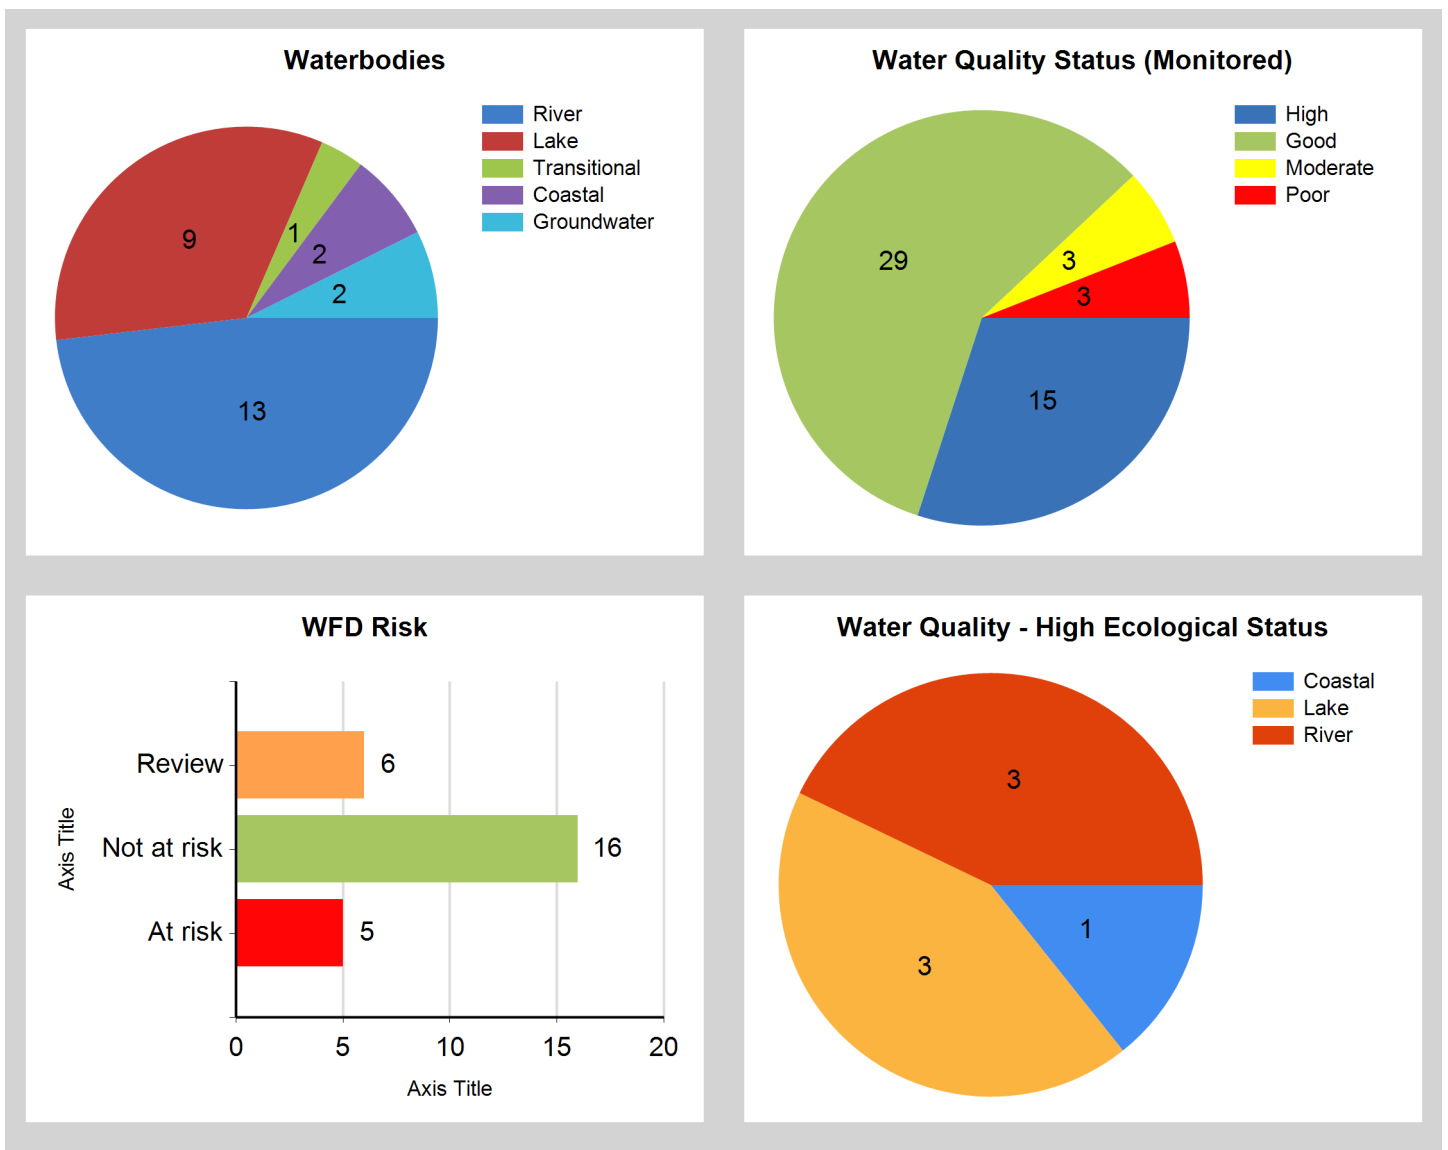 Waterbodies
River
Lake
Transitional
Coastal
Groundwater
9
1
2
2
13
Water Quality Status (Monitored)
High
Good
Moderate
Poor
29
3
3
15
WFD Risk
Review
6
Not at risk
16
At risk
5
Axis Title
0 5 10 15 20
Axis Title
Water Quality - High Ecological Status
Coastal
Lake
River
3
1
3